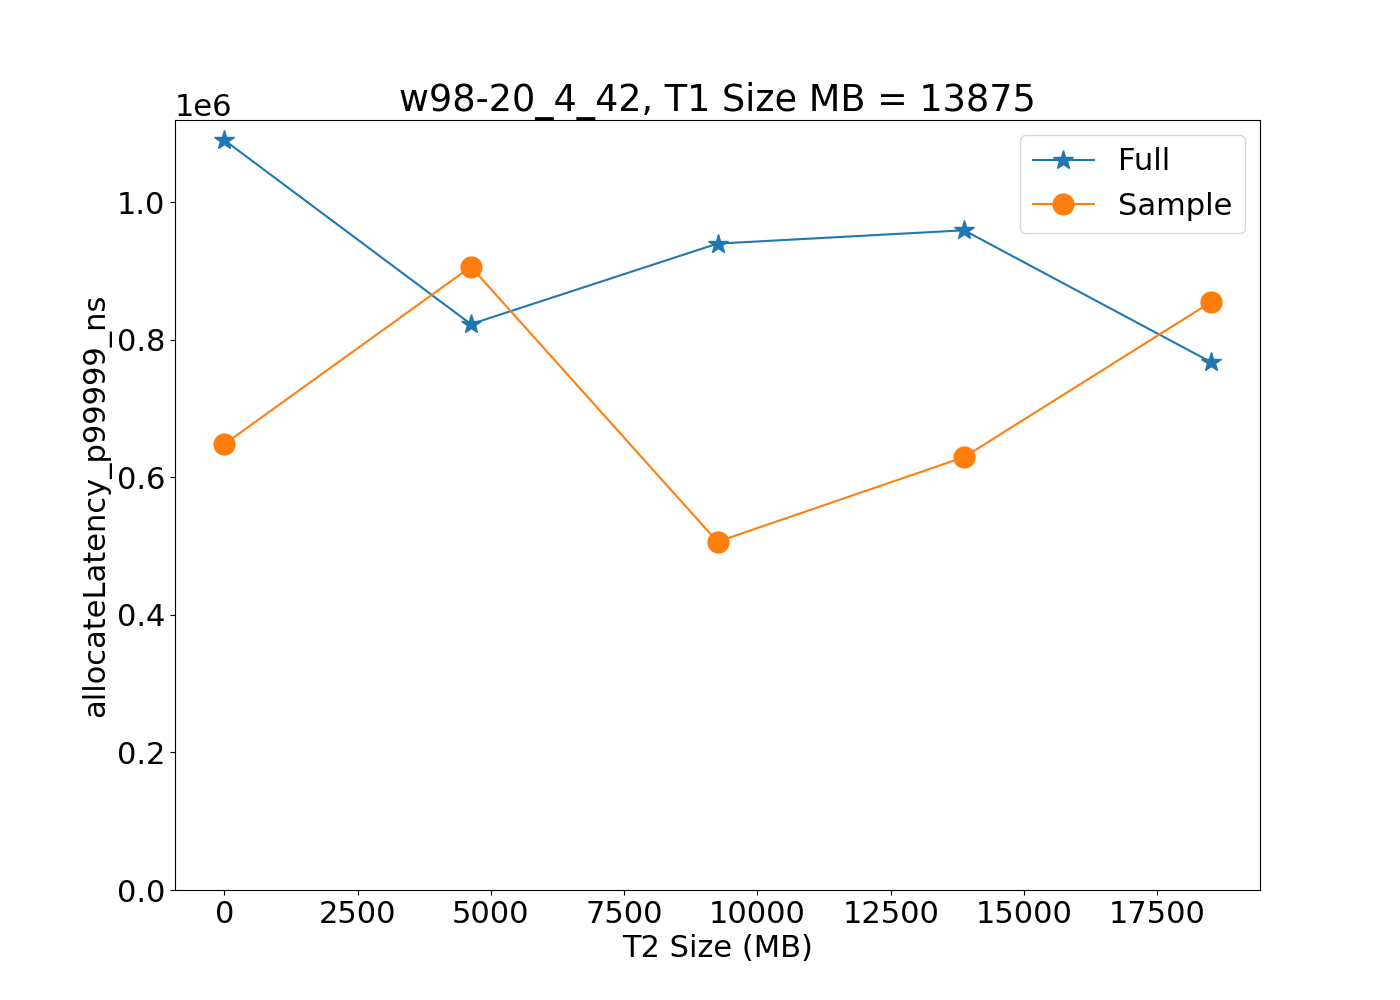 w98-20_4_42, T1 Size MB = 13875
1e6
Full
Sample
1.0
0.8
0.6
0.4
0.2
0.0
allocateLatency_p99999_ns
0 2500 5000 7500 10000 12500 15000 17500
T2 Size (MB)